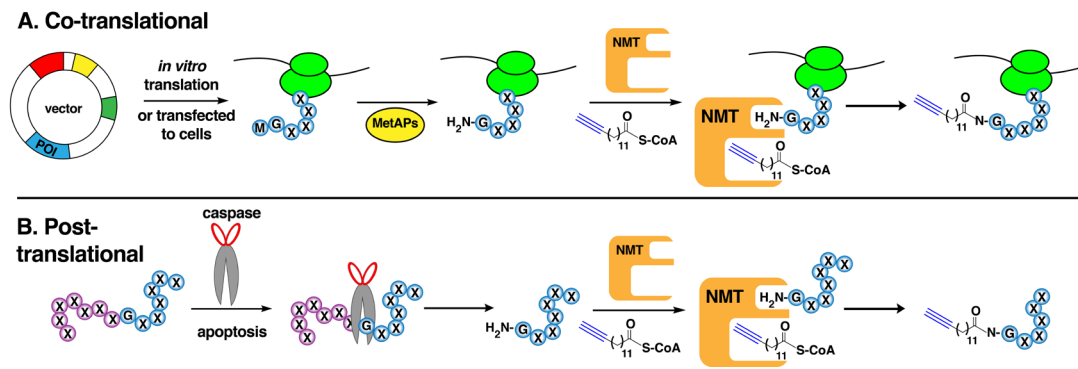 A. Co-translational
vector
POI
in vitro
translation
or transfected
to cells
M G X X X X
MetAPs
H2N-G X X X X
NMT
O
11 S-CoA
NMT
H2N-G X X X X
O
11 S-CoA
O
11 N-G X X X X
B. Post-
translational
X X X X X X X G X X X X X X
caspase
apoptosis
X X X X X X X G X X X X X X
H2N-G X X X X X X
NMT
O
11 S-CoA
NMT
H2N-G X X X X X X
O
11 S-CoA
O
11 N-G X X X X X